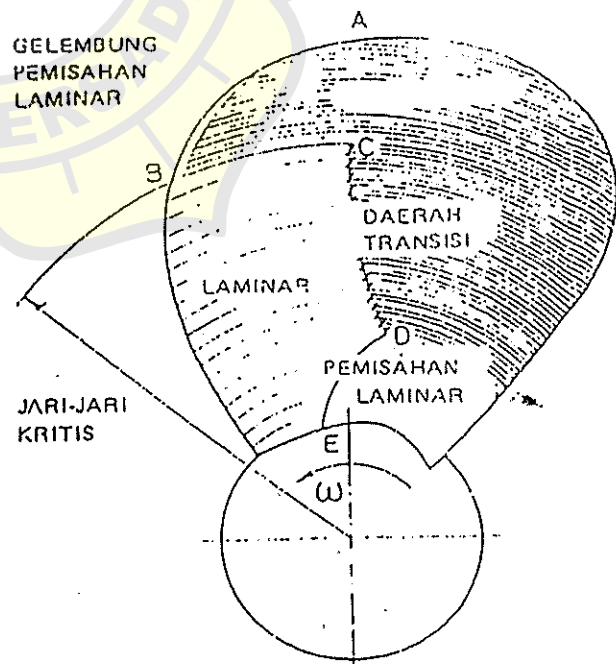 A
GELEMBUNG
PEMISAHAN
LAMINAR
B
C
DAERAH
TRANSISI
LAMINAR
D
PEMISAHAN
LAMINAR
JARI-JARI
KRITIS
E
ω